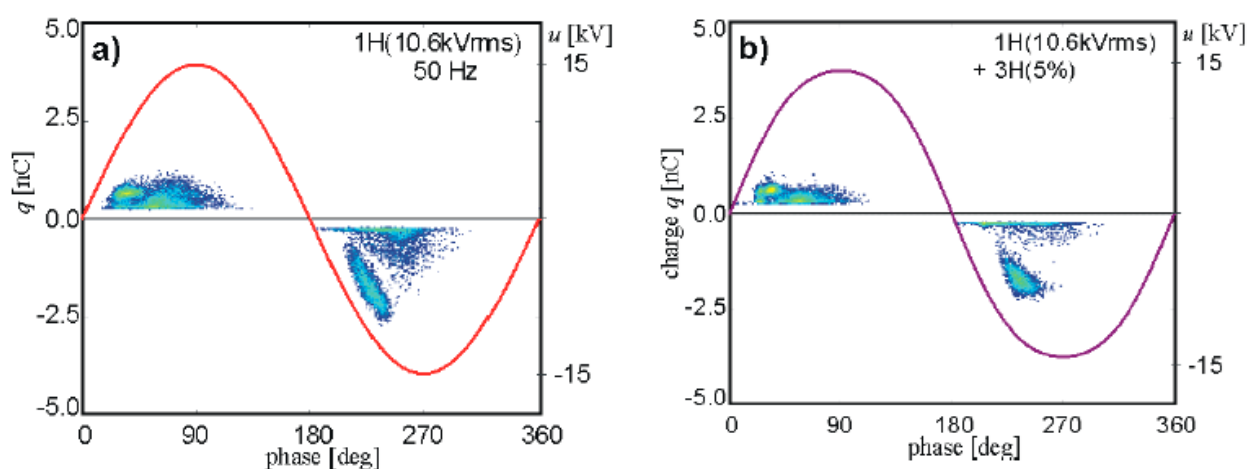 a)
1H(10.6kVrms)
50 Hz
u [kV]
5.0
2.5
0.0
-2.5
-5.0
q [nC]
15
-15
0 90 180 270 360
phase [deg]
b)
1H(10.6kVrms)
+ 3H(5%)
u [kV]
5.0
2.5
0.0
-2.5
-5.0
charge q [nC]
15
-15
0 90 180 270 360
phase [deg]